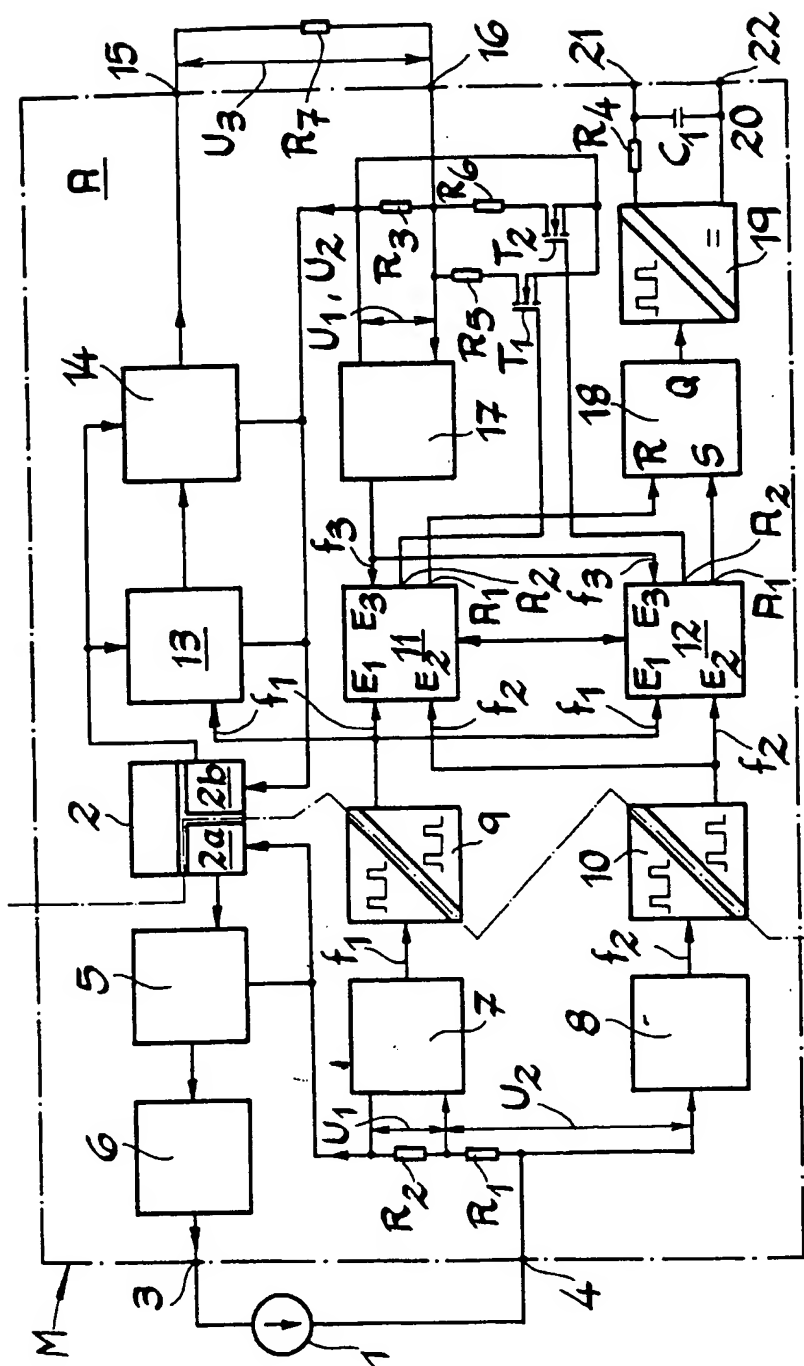 M
3
6
5
2
2a
2b
13
14
15
A
1
U3
R7
f1
U1, U2
R3
16
R2
U1
7
f1
9
E1
E3
11
E2
f3
17
R5
R6
T1
T2
R1
4
U2
f2
A1
A2
f1
f3
8
f2
10
f2
E1
E3
12
E2
A2
A1
R
S
Q
18
=
19
R4
C1
20
21
22